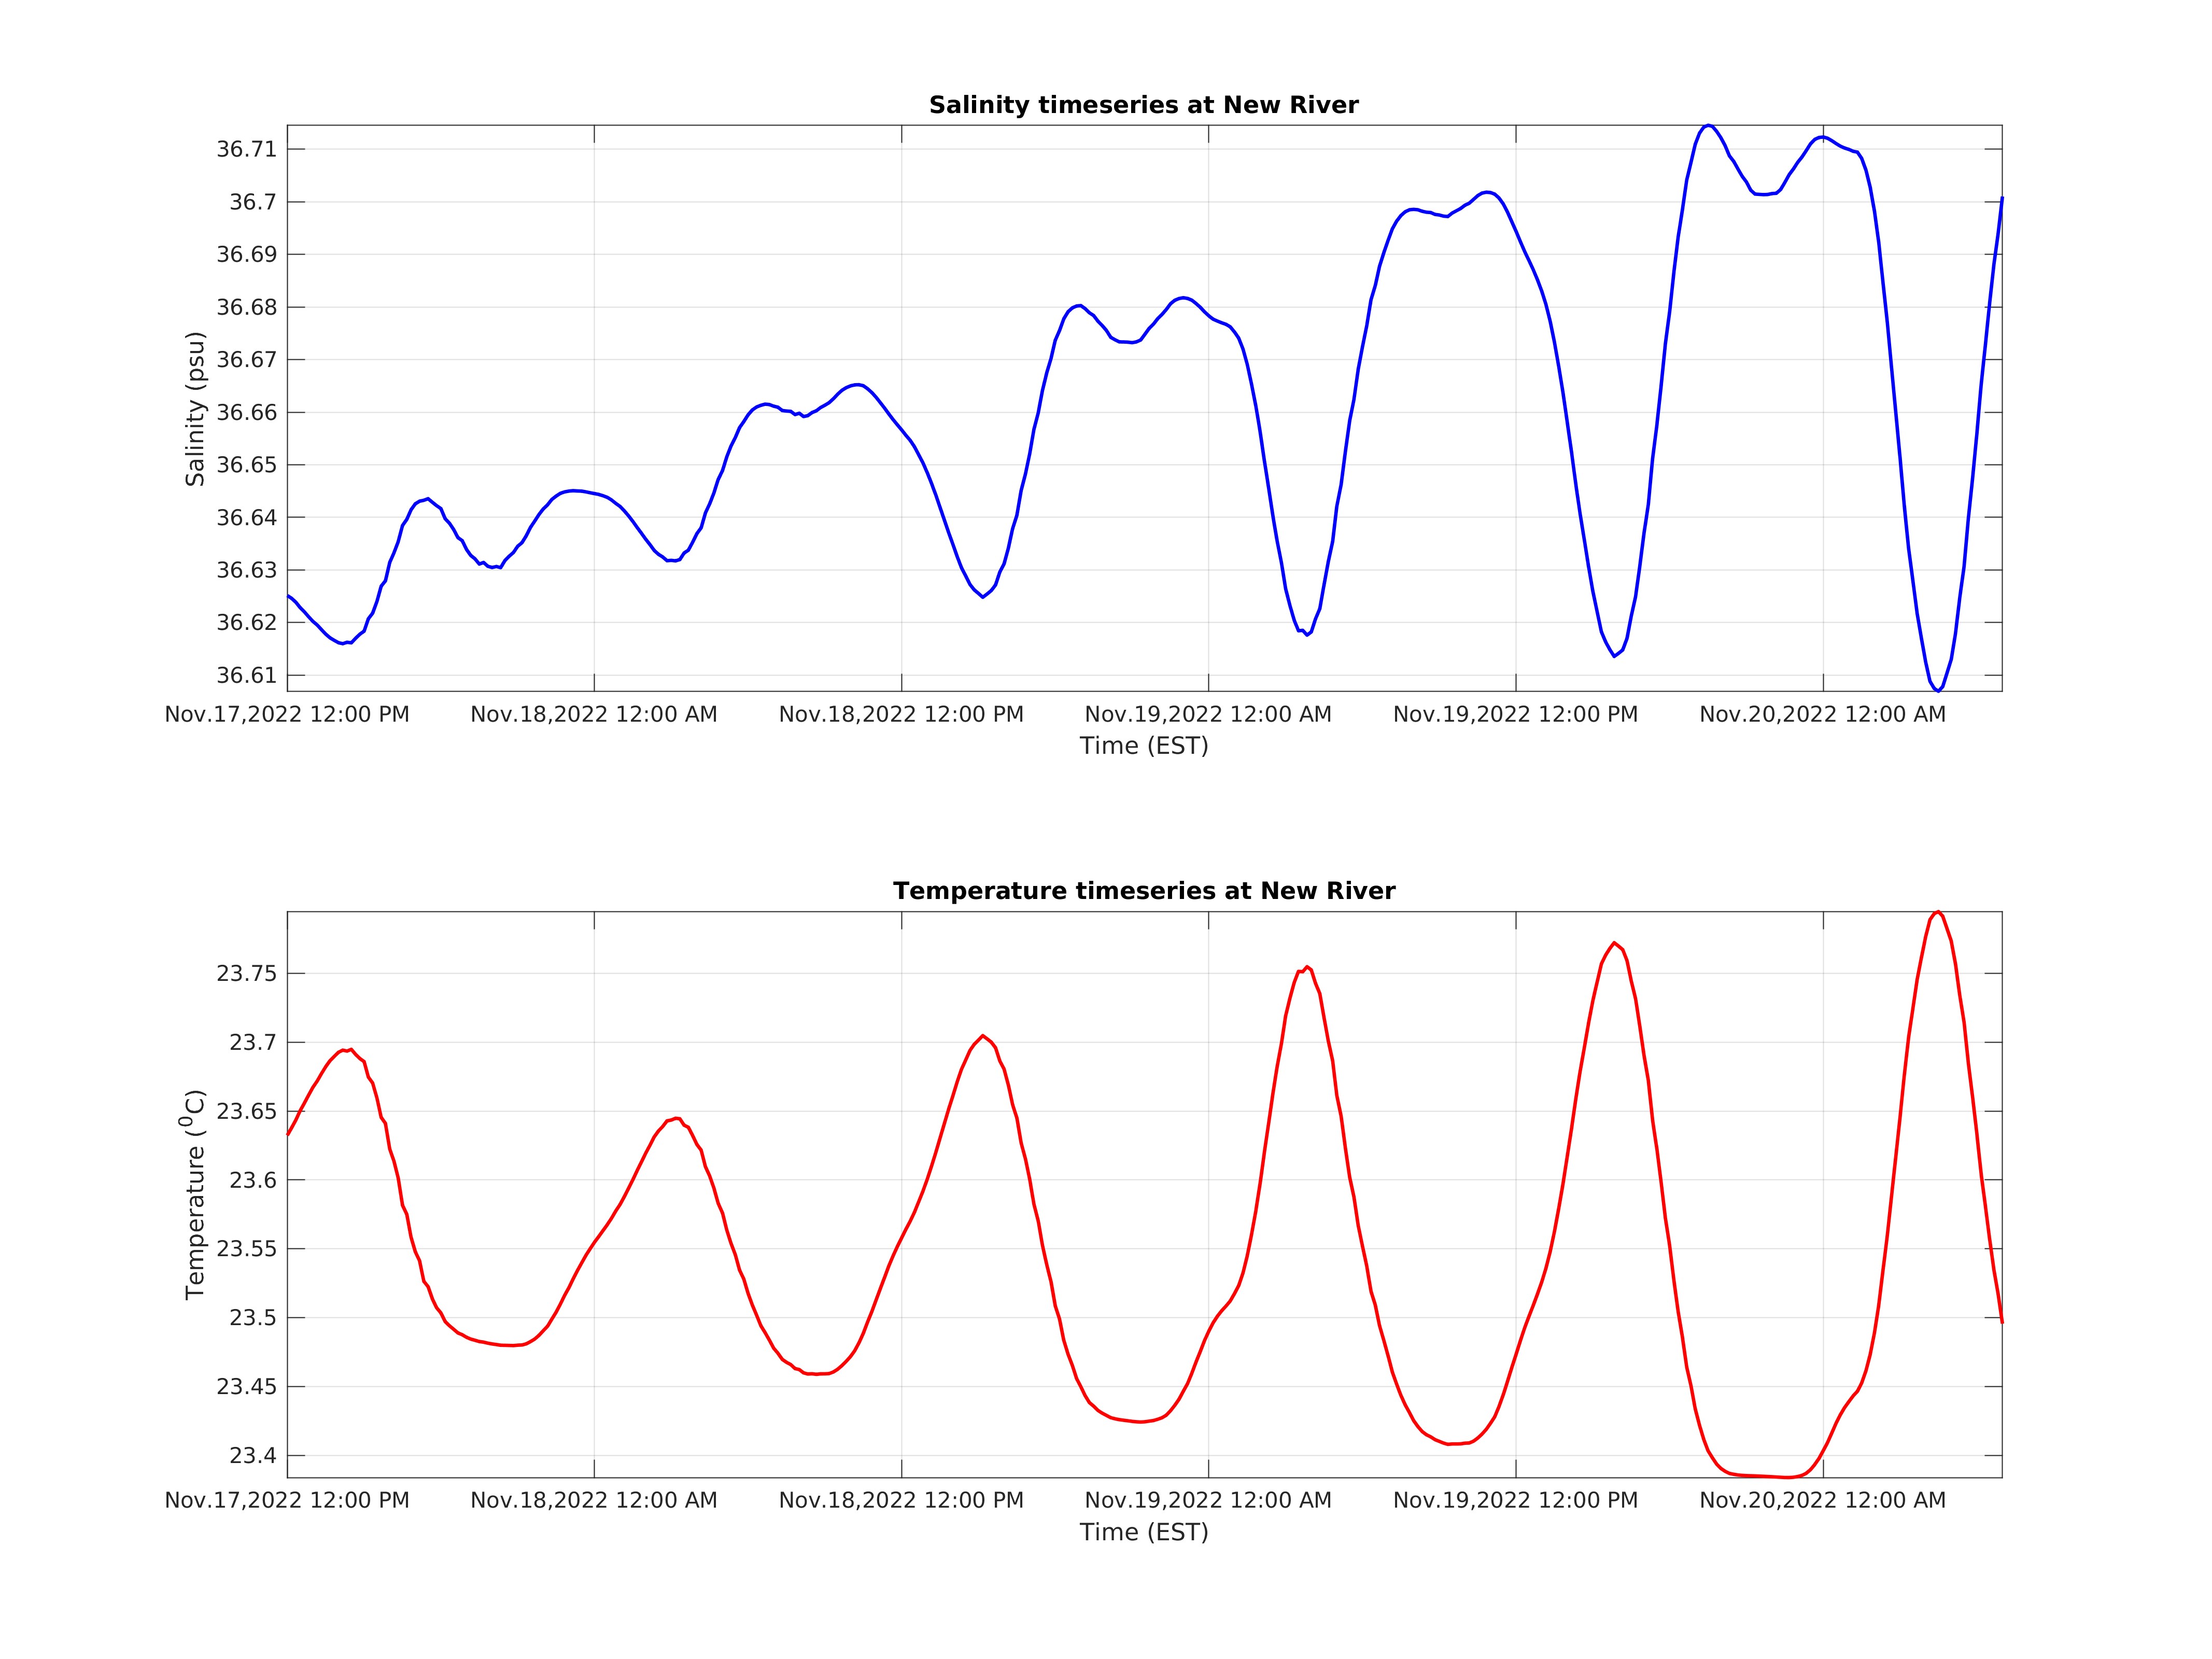 Salinity timeseries at New River
36.71
36.7
36.69
36.68
36.67
36.66
36.65
36.64
36.63
36.62
36.61
Salinity (psu)
Nov.17,2022 12:00 PM Nov.18,2022 12:00 AM Nov.18,2022 12:00 PM Nov.19,2022 12:00 AM Nov.19,2022 12:00 PM Nov.20,2022 12:00 AM
Time (EST)
Temperature timeseries at New River
23.75
23.7
23.65
23.6
23.55
23.5
23.45
23.4
Temperature (⁰C)
Nov.17,2022 12:00 PM Nov.18,2022 12:00 AM Nov.18,2022 12:00 PM Nov.19,2022 12:00 AM Nov.19,2022 12:00 PM Nov.20,2022 12:00 AM
Time (EST)